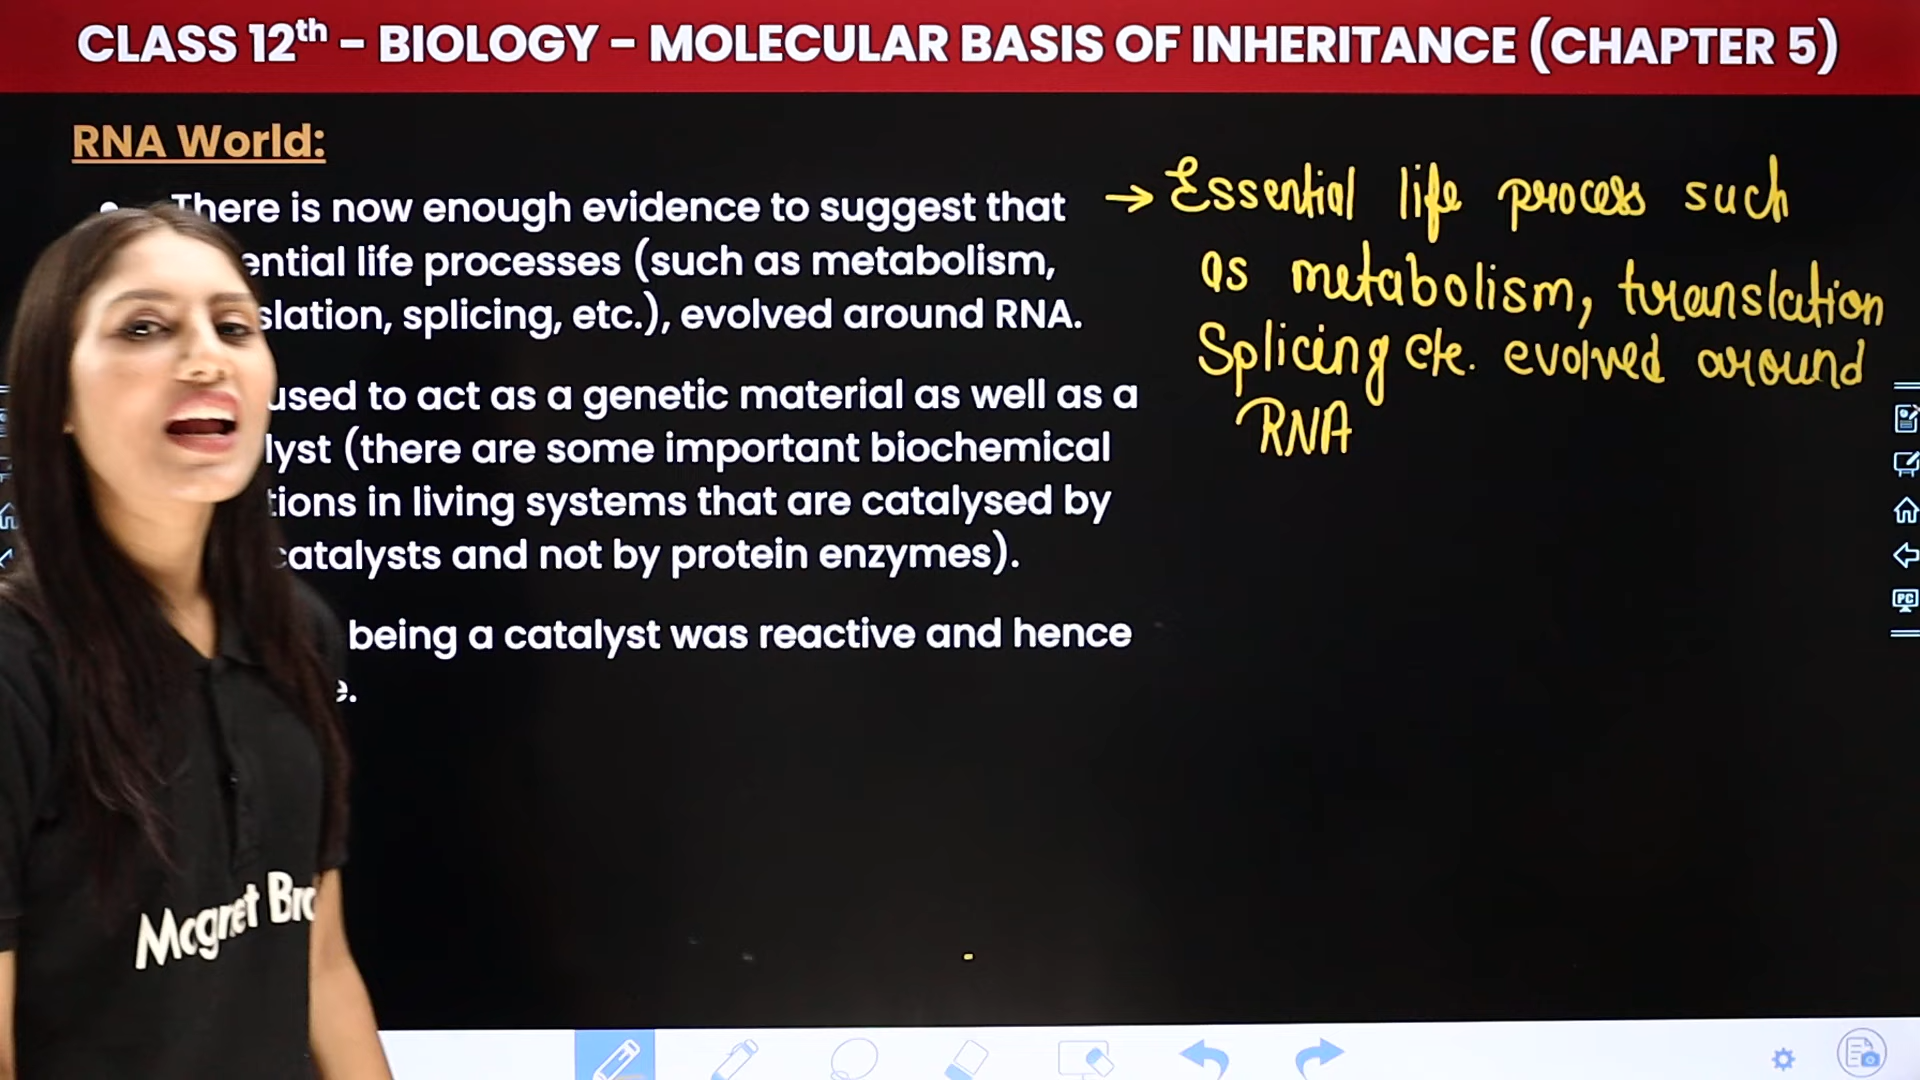 CLASS 12th – BIOLOGY – MOLECULAR BASIS OF INHERITANCE (CHAPTER 5)
RNA World:
• There is now enough evidence to suggest that
ential life processes (such as metabolism,
slation, splicing, etc.), evolved around RNA.
used to act as a genetic material as well as a
lyst (there are some important biochemical
tions in living systems that are catalysed by
catalysts and not by protein enzymes).
being a catalyst was reactive and hence
e.
→ Essential life process such
as metabolism, translation
Splicing etc. evolved around
RNA
Magnet Br
PC